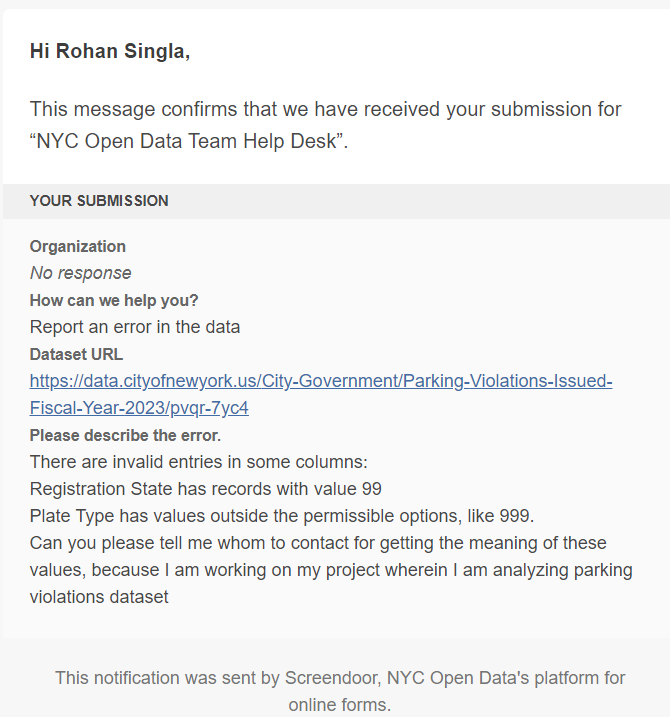 Hi Rohan Singla,
This message confirms that we have received your submission for
“NYC Open Data Team Help Desk”.
YOUR SUBMISSION
Organization
No response
How can we help you?
Report an error in the data
Dataset URL
https://data.cityofnewyork.us/City-Government/Parking-Violations-Issued-
Fiscal-Year-2023/pvqr-7yc4
Please describe the error.
There are invalid entries in some columns:
Registration State has records with value 99
Plate Type has values outside the permissible options, like 999.
Can you please tell me whom to contact for getting the meaning of these
values, because I am working on my project wherein I am analyzing parking
violations dataset
This notification was sent by Screendoor, NYC Open Data's platform for
online forms.